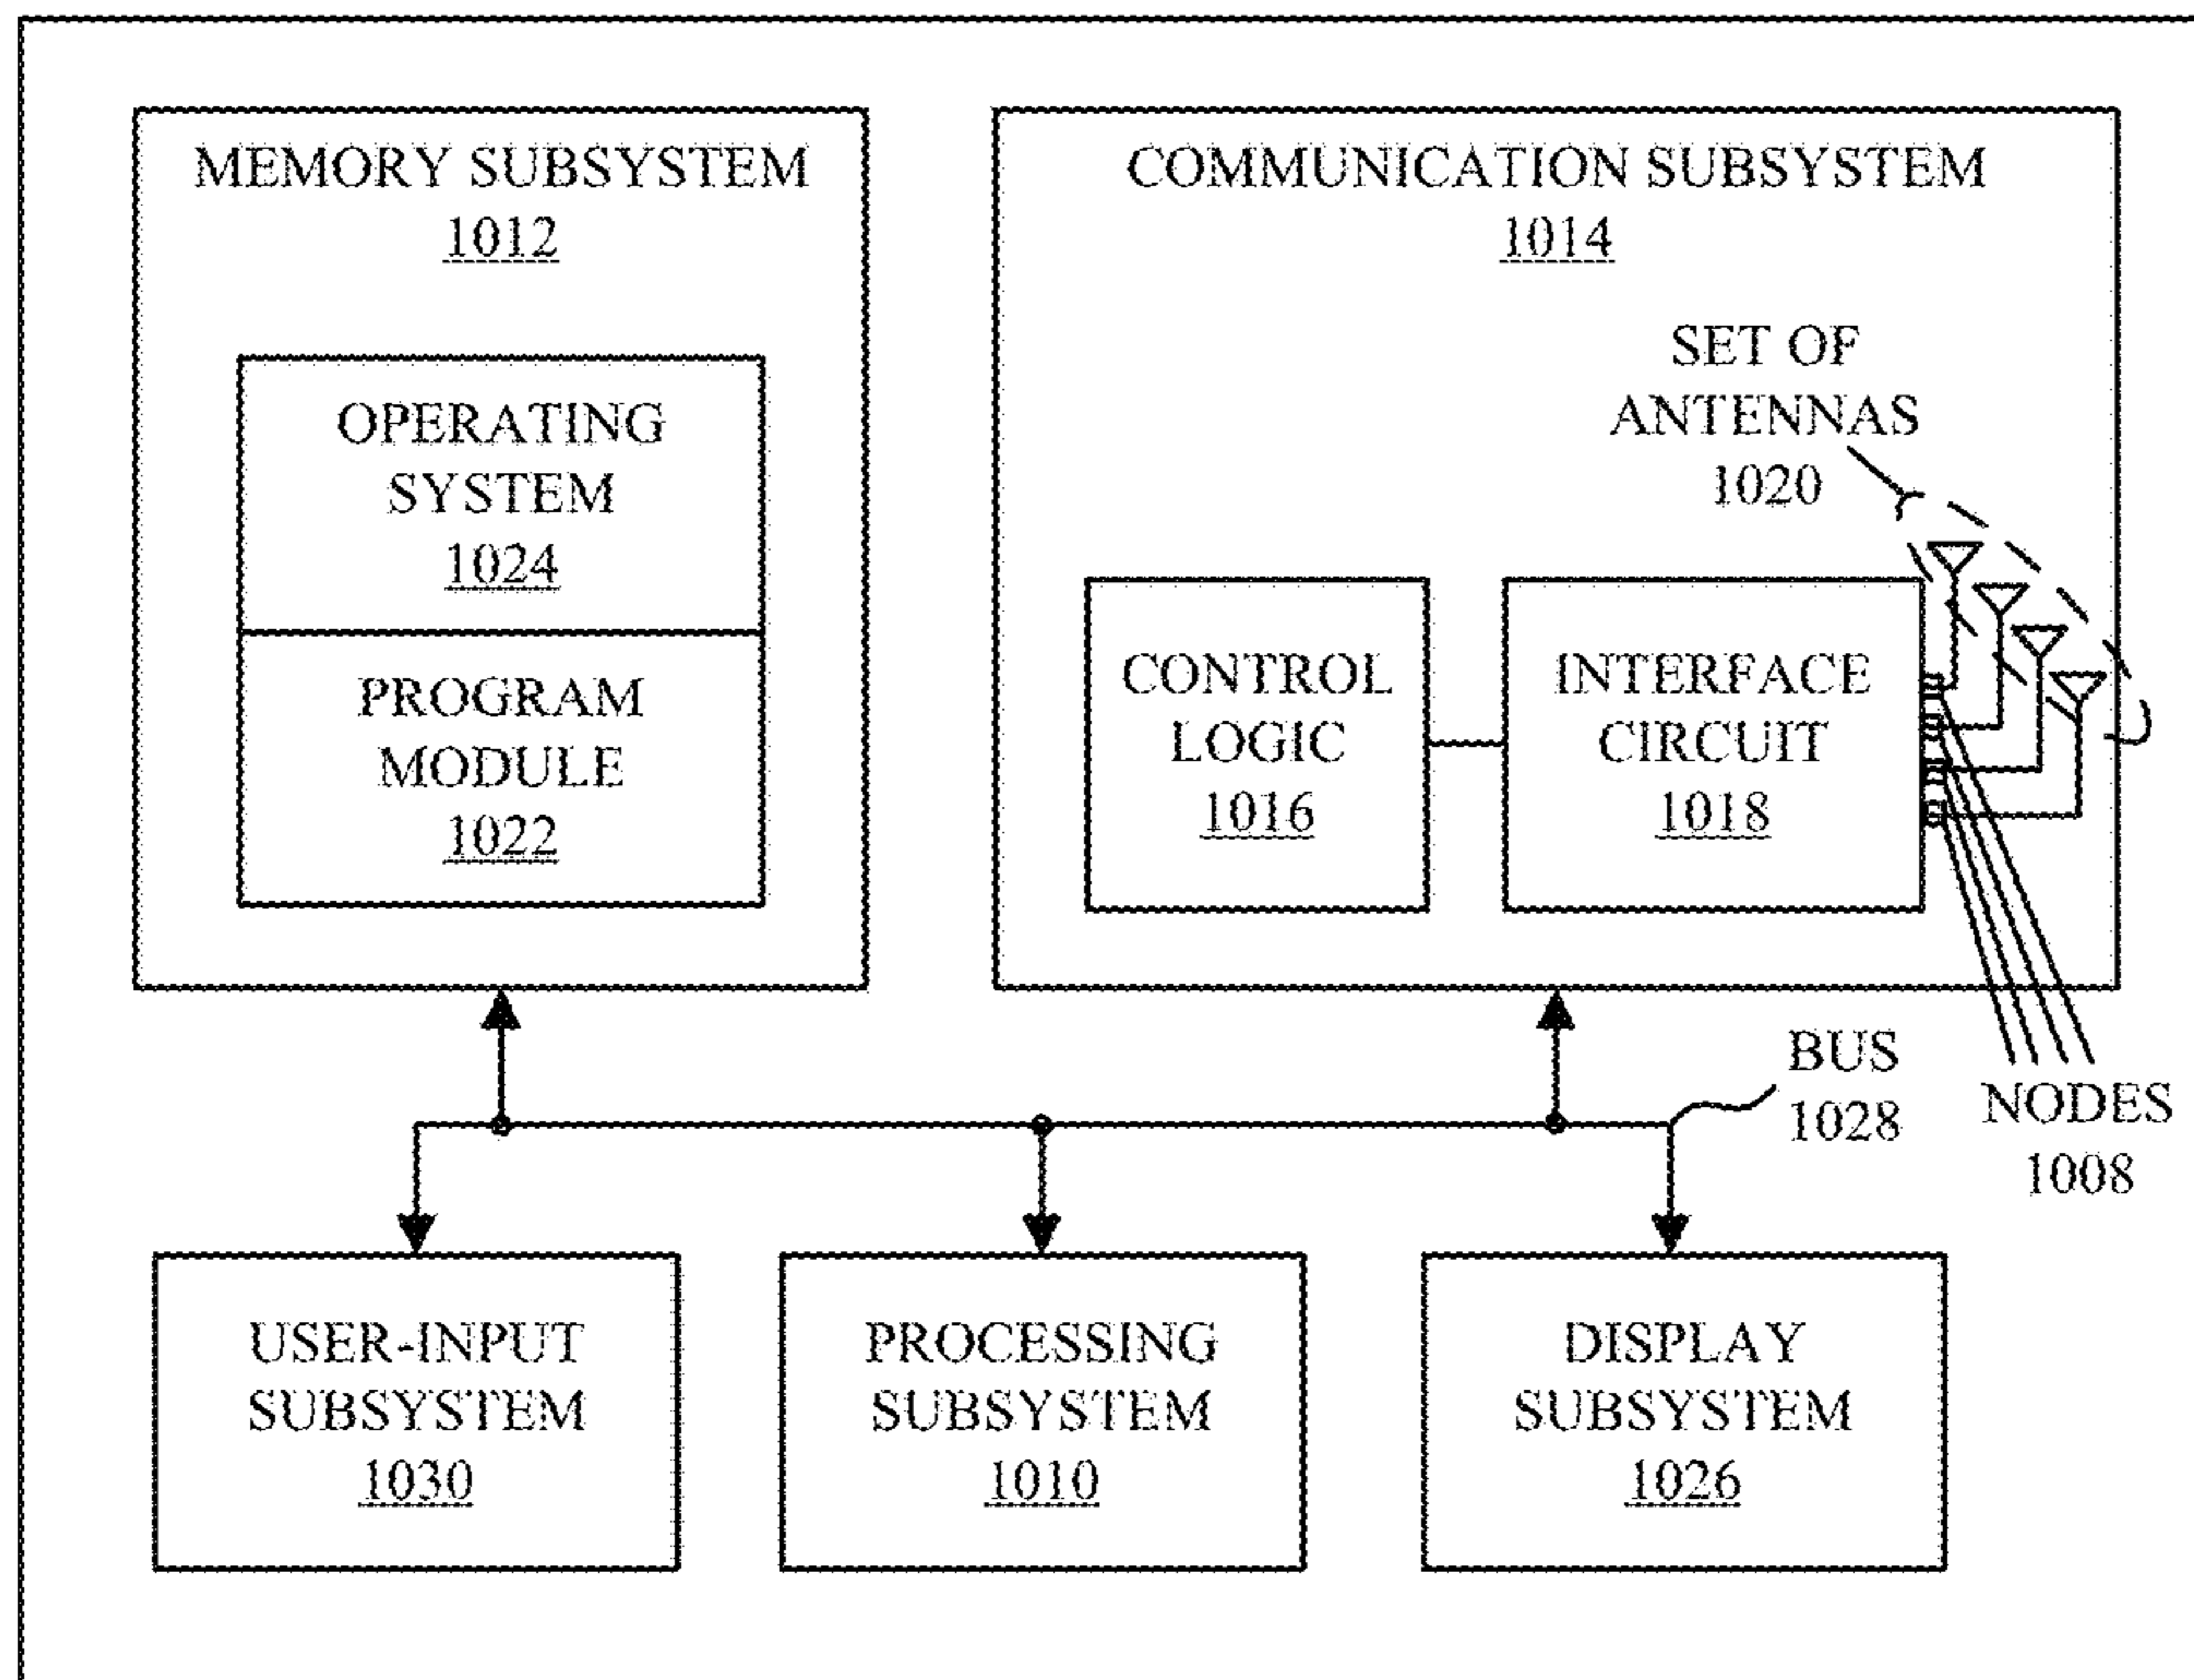 MEMORY SUBSYSTEM
1012
OPERATING
SYSTEM
1024
PROGRAM
MODULE
1022
COMMUNICATION SUBSYSTEM
1014
SET OF
ANTENNAS
1020
CONTROL
LOGIC
1016
INTERFACE
CIRCUIT
1018
BUS
1028
NODES
1008
USER-INPUT
SUBSYSTEM
1030
PROCESSING
SUBSYSTEM
1010
DISPLAY
SUBSYSTEM
1026